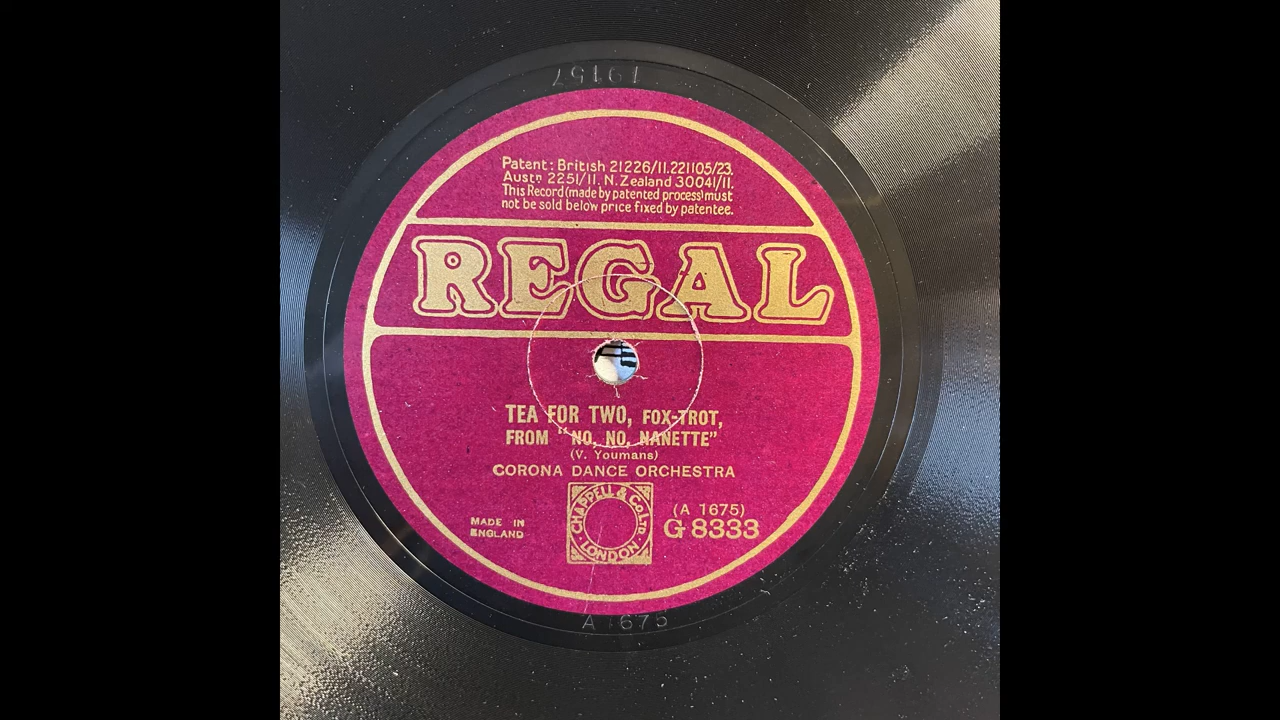 19157
Patent: British 21226/11.221105/23.
Austn 2251/11. N. Zealand 30041/11.
This Record (made by patented process) must
not be sold below price fixed by patentee.
REGAL
TEA FOR TWO, FOX-TROT,
FROM "NO, NO, NANETTE"
(V. Youmans)
CORONA DANCE ORCHESTRA
MADE IN
ENGLAND
CHAPPELL & Co LTD
LONDON
(A 1675)
G 8333
A 1675